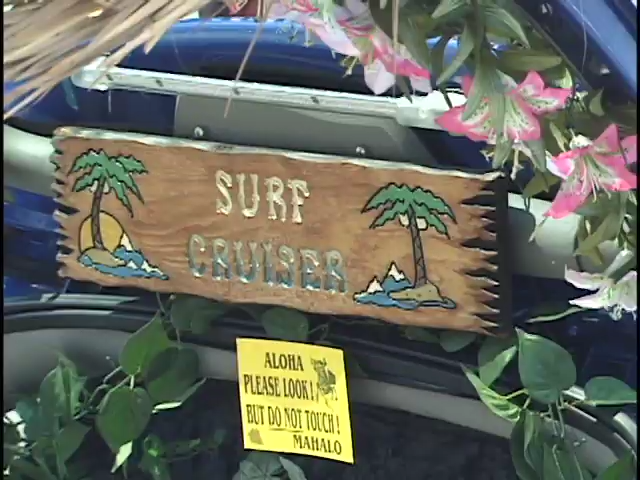 SURF
CRUISER
ALOHA
PLEASE LOOK!
BUT DO NOT TOUCH!
MAHALO